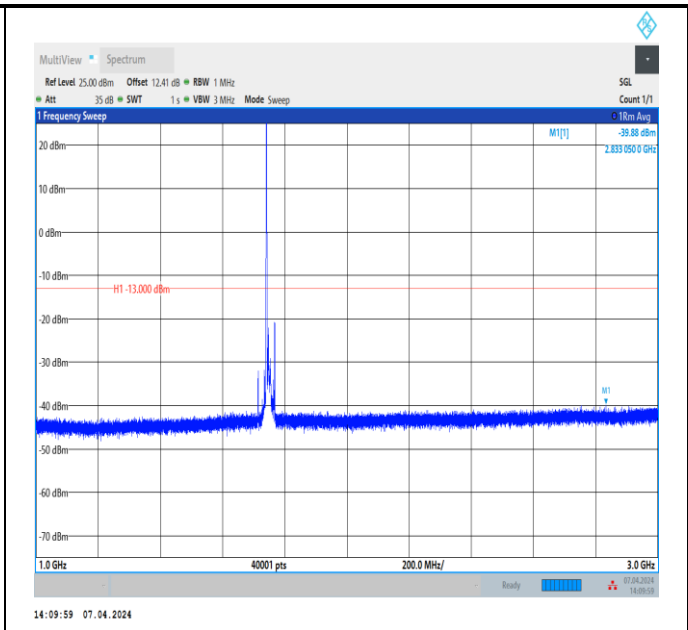 MultiView Spectrum
Ref Level 25.00 dBm Offset 12.41 dB RBW 1 MHz SGL
Att 35 dB SWT 1 s VBW 3 MHz Mode Sweep Count 1/1
1 Frequency Sweep 1Rm Avg
M1[1] -39.88 dBm
2.833 050 0 GHz
20 dBm
10 dBm
0 dBm
-10 dBm
H1 -13.000 dBm
-20 dBm
-30 dBm
M1
-40 dBm
-50 dBm
-60 dBm
-70 dBm
1.0 GHz 40001 pts 200.0 MHz/ 3.0 GHz
Ready 07.04.2024
14:09:59
14:09:59 07.04.2024